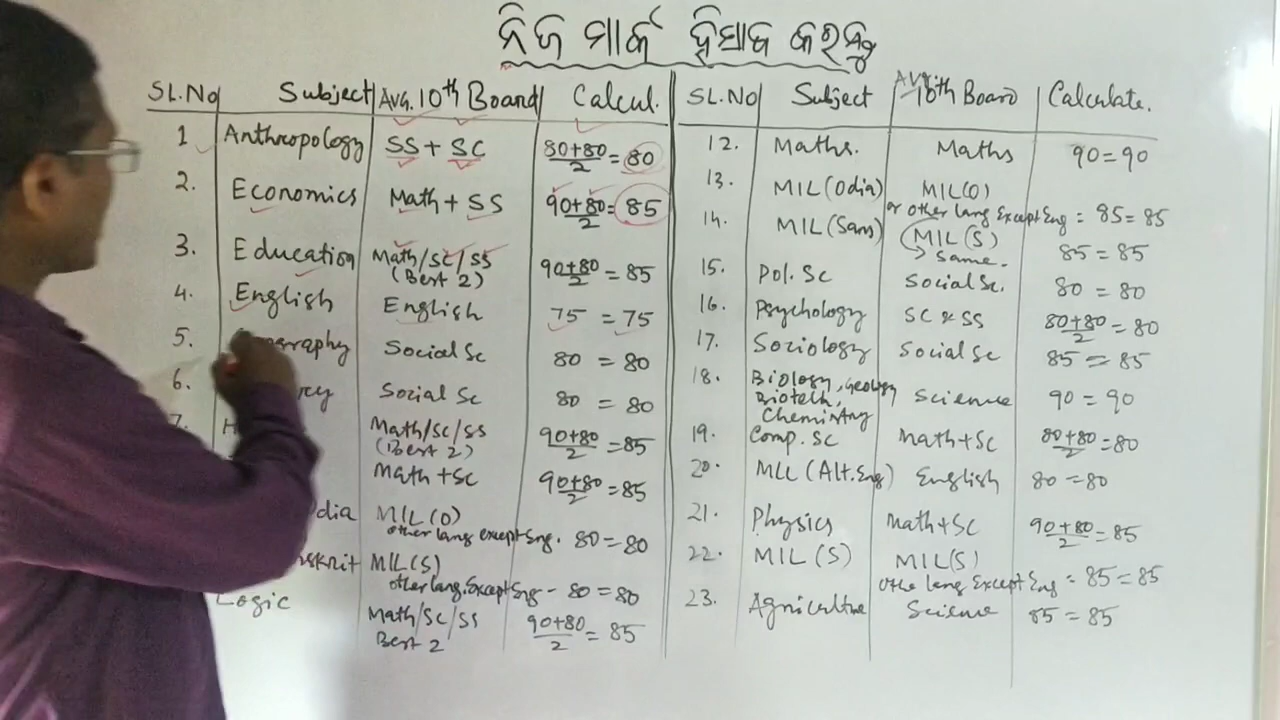 ନିଜ ମାର୍କ ହିସାବ କରନ୍ତୁ
SL.No Subject Avg. 10th Board Calcul.
1 Anthropology SS + SC 80+80/2 = 80
2. Economics Math + SS 90+80/2 = 85
3. Education Math/SC/SS (Best 2) 90+80/2 = 85
4. English English 75 = 75
5. Social Sc 80 = 80
6. Social Sc 80 = 80
7. Math/SC/SS (Best 2) 90+80/2 = 85
Math + SC 90+80/2 = 85
dia MIL(O)
other lang except Eng. 80 = 80
skrit MIL(S)
other lang. Except Eng - 80 = 80
Logic Math/SC/SS Best 2 90+80/2 = 85
SL.NO Subject Avg 10th Board Calculate.
12. Maths. Maths 90 = 90
13. MIL(Odia) MIL(O)
or other lang Except Eng = 85 = 85
14. MIL(Sans) (MIL(S) 85 = 85
> Same.
15. Pol. Sc Social Sc. 80 = 80
16. Psychology SC & SS 80+80/2 = 80
17. Sociology Social Sc 85 = 85
18. Biology, Geology Biotech, Chemistry Science 90 = 90
19. Comp. Sc Math+Sc 80+80/2 = 80
20. MLL (Alt. Eng) English 80 = 80
21. Physics Math+Sc 90+80/2 = 85
22. MIL(S) MIL(S)
othe lang Except Eng = 85 = 85
23. Agriculture Science 85 = 85